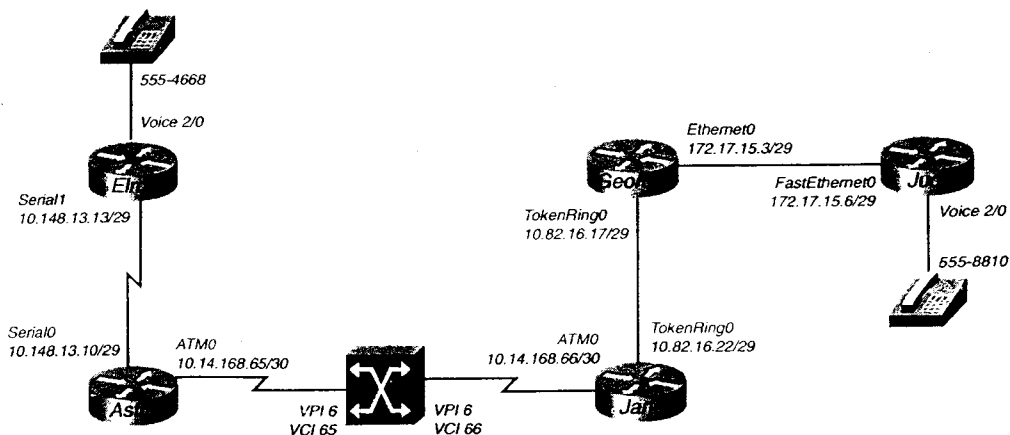 555-4668
Voice 2/0
Serial1
10.148.13.13/29
Serial0
10.148.13.10/29
ATM0
10.14.168.65/30
VPI 6
VCI 65
VPI 6
VCI 66
ATM0
10.14.168.66/30
TokenRing0
10.82.16.22/29
TokenRing0
10.82.16.17/29
Ethernet0
172.17.15.3/29
FastEthernet0
172.17.15.6/29
Voice 2/0
555-8810